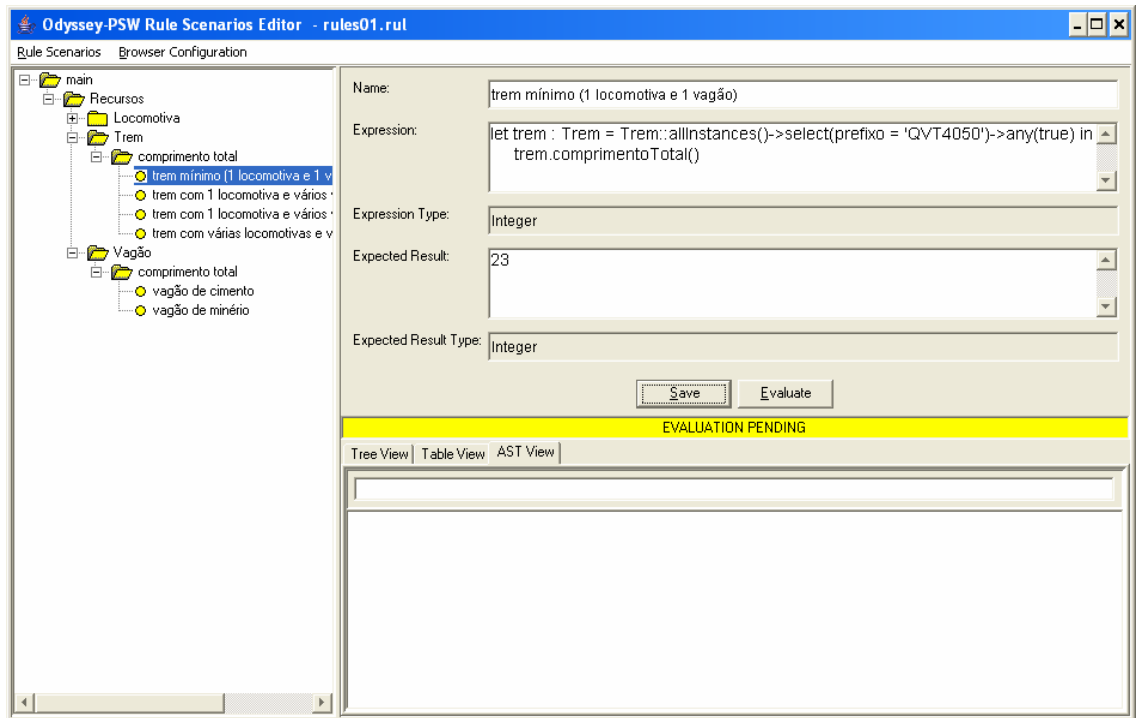 Odyssey-PSW Rule Scenarios Editor - rules01.rul
Rule Scenarios Browser Configuration
main
Recursos
Locomotiva
Trem
comprimento total
trem mínimo (1 locomotiva e 1 v
trem com 1 locomotiva e vários
trem com 1 locomotiva e vários
trem com várias locomotivas e v
Vagão
comprimento total
vagão de cimento
vagão de minério
Name:
trem mínimo (1 locomotiva e 1 vagão)
Expression:
let trem : Trem = Trem::allInstances()->select(prefixo = 'QVT4050')->any(true) in
trem.comprimentoTotal()
Expression Type:
Integer
Expected Result:
23
Expected Result Type:
Integer
Save Evaluate
EVALUATION PENDING
Tree View Table View AST View